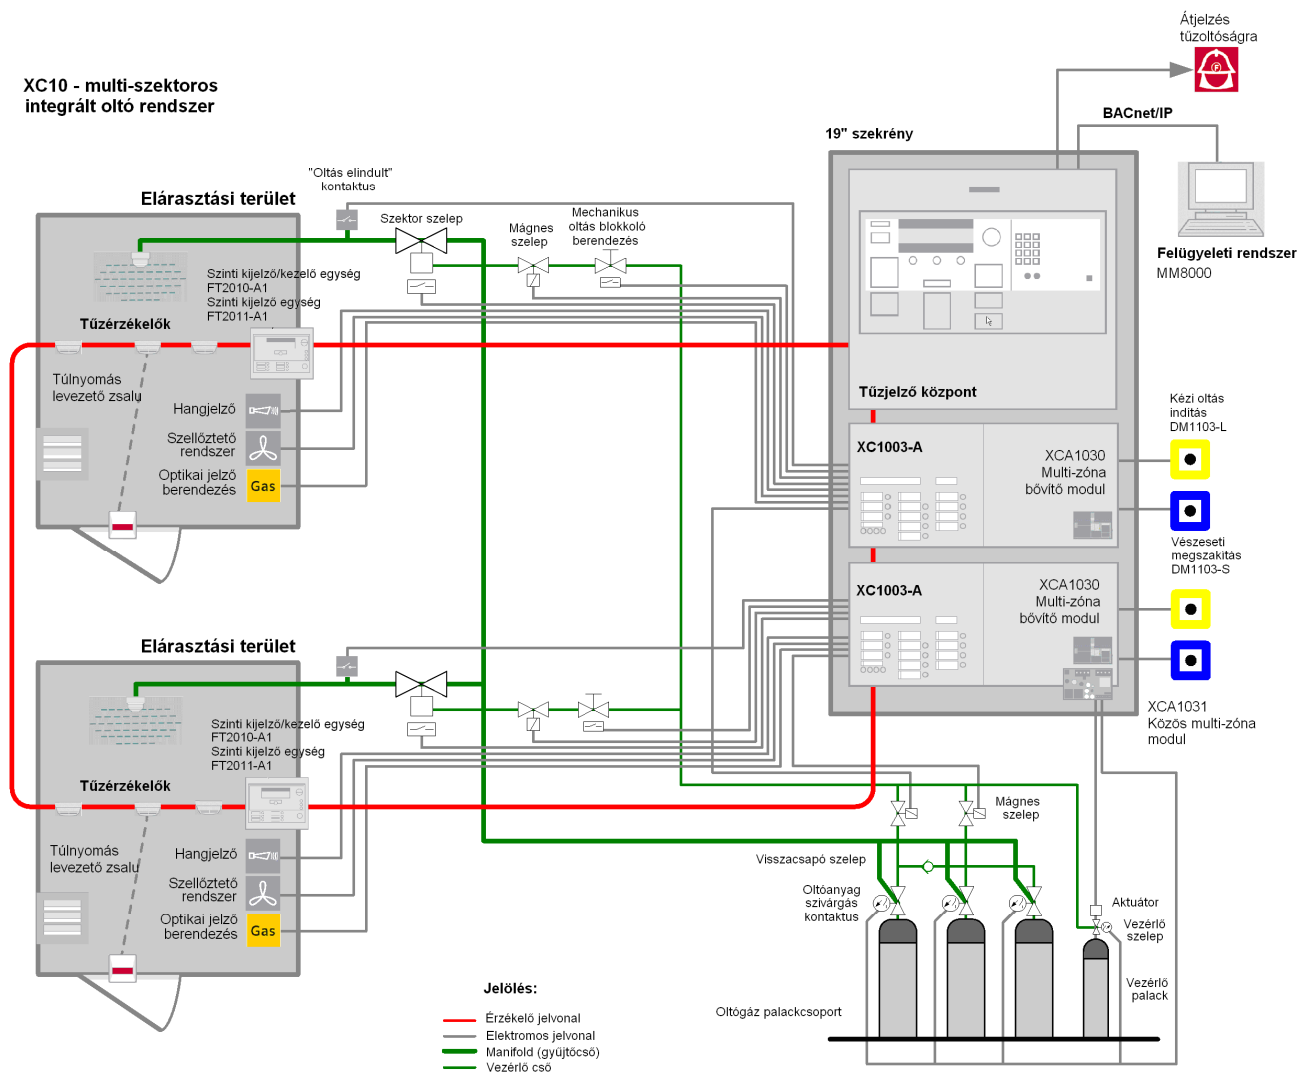 Átjelzés
tűzoltóságra
XC10 - multi-szektoros
integrált oltó rendszer
BACnet/IP
19" szekrény
"Oltás elindult"
kontaktus
Elárasztási terület
Szektor szelep
Mágnes
szelep
Mechanikus
oltás blokkoló
berendezés
Felügyeleti rendszer
MM8000
Szinti kijelző/kezelő egység
FT2010-A1
Szinti kijelző egység
FT2011-A1
Tűzérzékelők
Túlnyomás
levezető zsalu
Hangjelző
Szellőztető
rendszer
Optikai jelző
berendezés
Gas
Tűzjelző központ
Kézi oltás
indítás
DM1103-L
XC1003-A
XCA1030
Multi-zóna
bővítő modul
Vészeseti
megszakítás
DM1103-S
XC1003-A
XCA1030
Multi-zóna
bővítő modul
XCA1031
Közös multi-zóna
modul
Elárasztási terület
Szinti kijelző/kezelő egység
FT2010-A1
Szinti kijelző egység
FT2011-A1
Tűzérzékelők
Túlnyomás
levezető zsalu
Hangjelző
Szellőztető
rendszer
Optikai jelző
berendezés
Gas
Mágnes
szelep
Visszacsapó szelep
Oltóanyag
szivárgás
kontaktus
Aktuátor
Vezérlő
szelep
Vezérlő
palack
Oltógáz palackcsoport
Jelölés:
Érzékelő jelvonal
Elektromos jelvonal
Manifold (gyűjtőcső)
Vezérlő cső